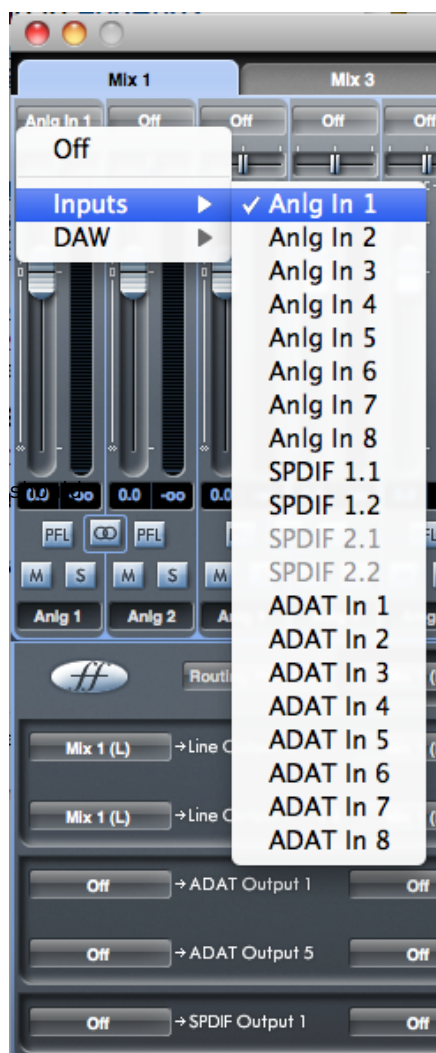 Mix 1 Mix 3
Anlg In 1 Off Off Off Off
Off
Inputs ✓ Anlg In 1
DAW Anlg In 2
Anlg In 3
Anlg In 4
Anlg In 5
Anlg In 6
Anlg In 7
Anlg In 8
SPDIF 1.1
0.0 -oo 0.0 -oo 0.0
SPDIF 1.2
PFL PFL SPDIF 2.1
M S M S M SPDIF 2.2
Anlg 1 Anlg 2 ADAT In 1
ADAT In 2
ff ADAT In 3
ADAT In 4
Mix 1 (L) → Line ADAT In 5
ADAT In 6
Mix 1 (L) → Line ADAT In 7
ADAT In 8
Off → ADAT Output 1 Off
Off → ADAT Output 5 Off
Off → SPDIF Output 1 Off